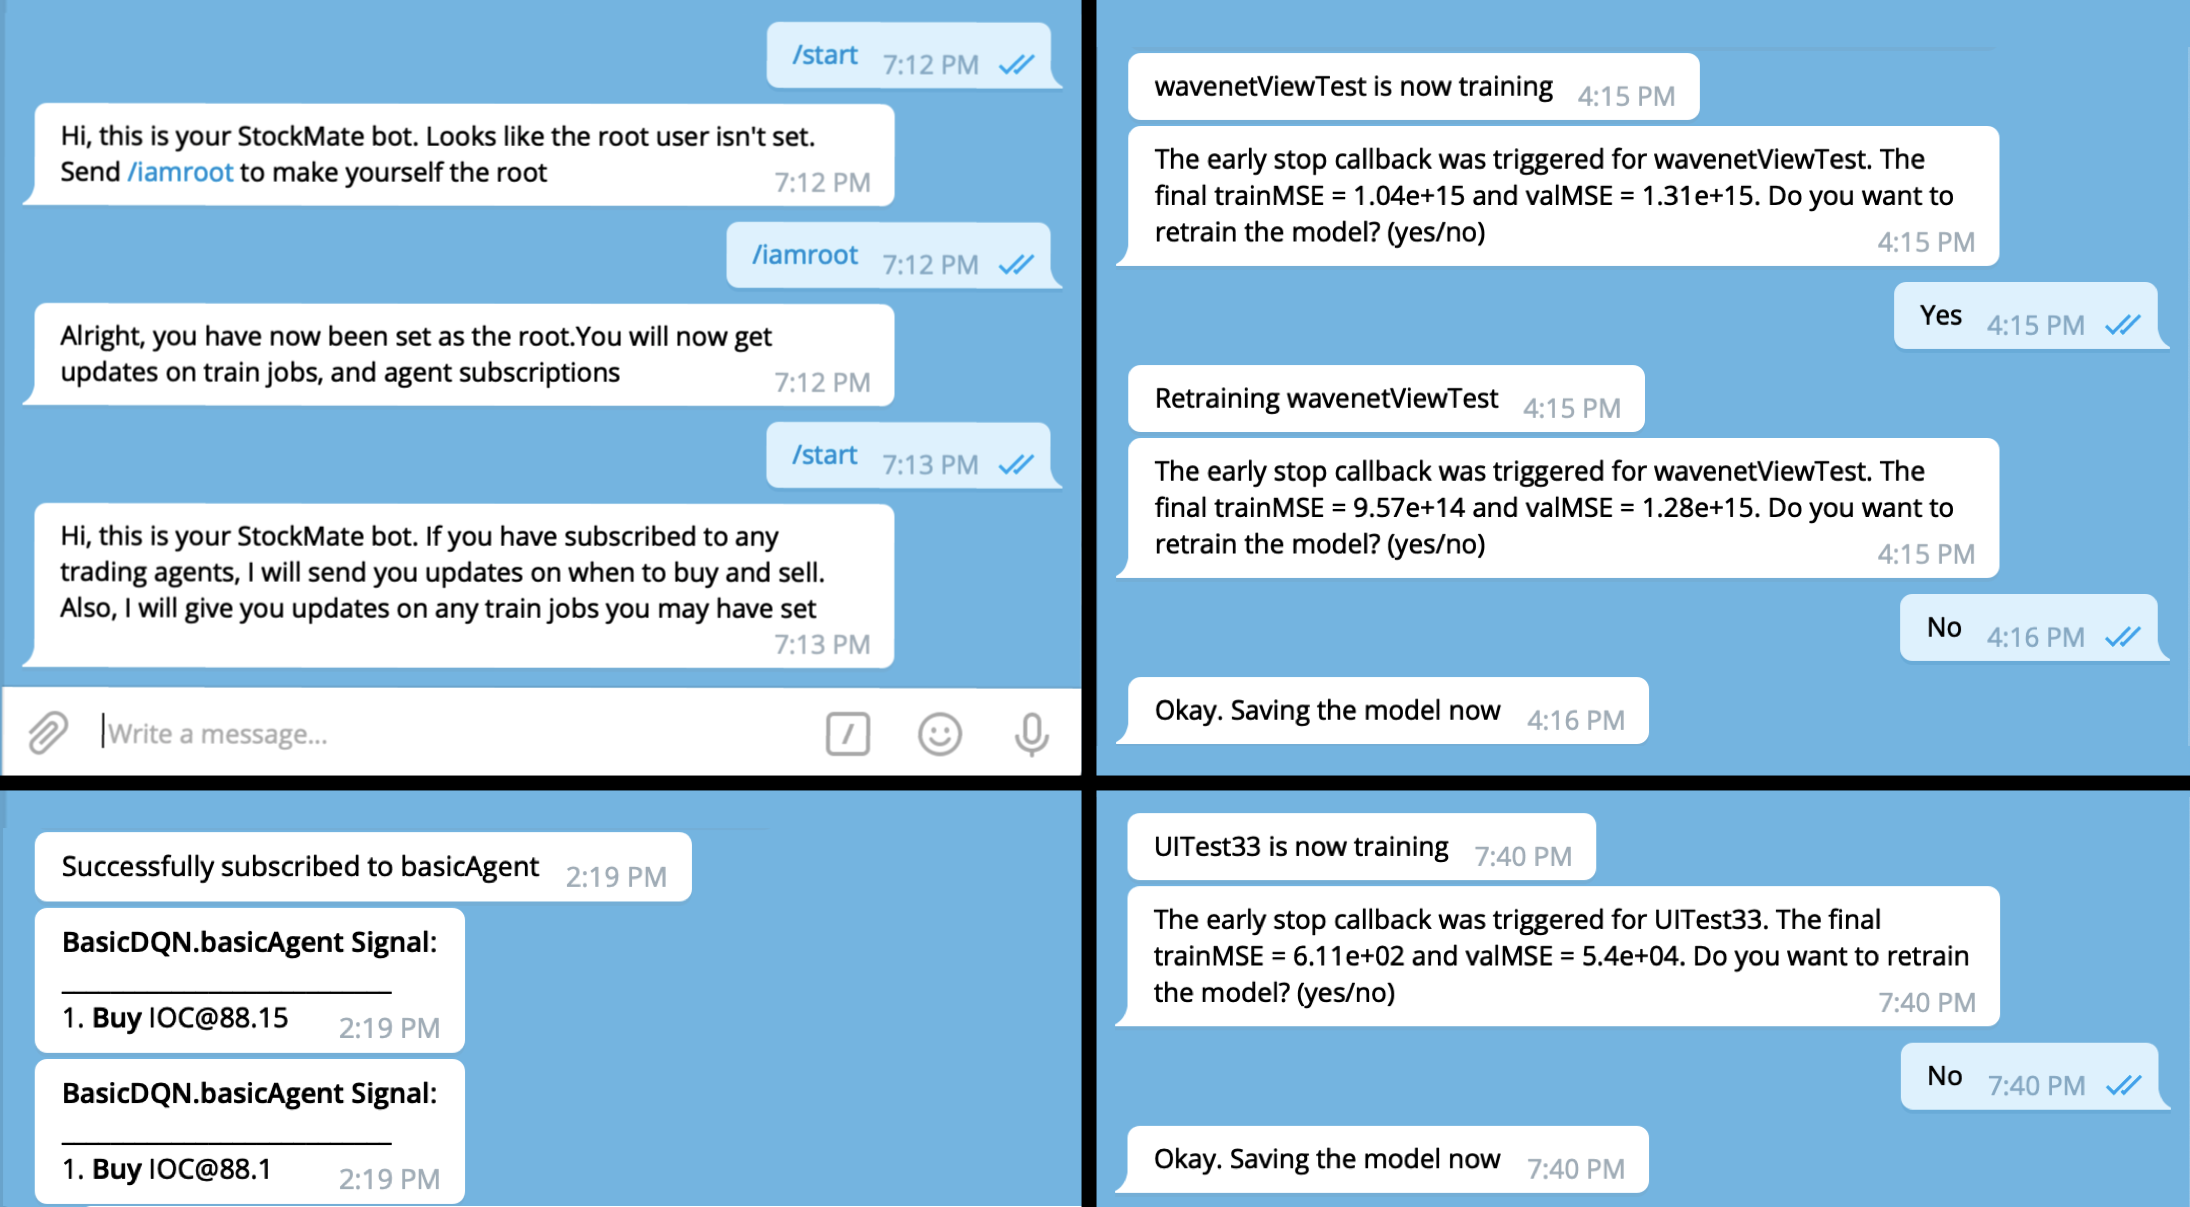 /start 7:12 PM
Hi, this is your StockMate bot. Looks like the root user isn't set.
Send /iamroot to make yourself the root
7:12 PM
/iamroot 7:12 PM
Alright, you have now been set as the root.You will now get
updates on train jobs, and agent subscriptions
7:12 PM
/start 7:13 PM
Hi, this is your StockMate bot. If you have subscribed to any
trading agents, I will send you updates on when to buy and sell.
Also, I will give you updates on any train jobs you may have set
7:13 PM
Write a message...
wavenetViewTest is now training 4:15 PM
The early stop callback was triggered for wavenetViewTest. The
final trainMSE = 1.04e+15 and valMSE = 1.31e+15. Do you want to
retrain the model? (yes/no)
4:15 PM
Yes 4:15 PM
Retraining wavenetViewTest 4:15 PM
The early stop callback was triggered for wavenetViewTest. The
final trainMSE = 9.57e+14 and valMSE = 1.28e+15. Do you want to
retrain the model? (yes/no)
4:15 PM
No 4:16 PM
Okay. Saving the model now 4:16 PM
Successfully subscribed to basicAgent 2:19 PM
BasicDQN.basicAgent Signal:
1. Buy IOC@88.15 2:19 PM
BasicDQN.basicAgent Signal:
1. Buy IOC@88.1 2:19 PM
UITest33 is now training 7:40 PM
The early stop callback was triggered for UITest33. The final
trainMSE = 6.11e+02 and valMSE = 5.4e+04. Do you want to retrain
the model? (yes/no)
7:40 PM
No 7:40 PM
Okay. Saving the model now 7:40 PM